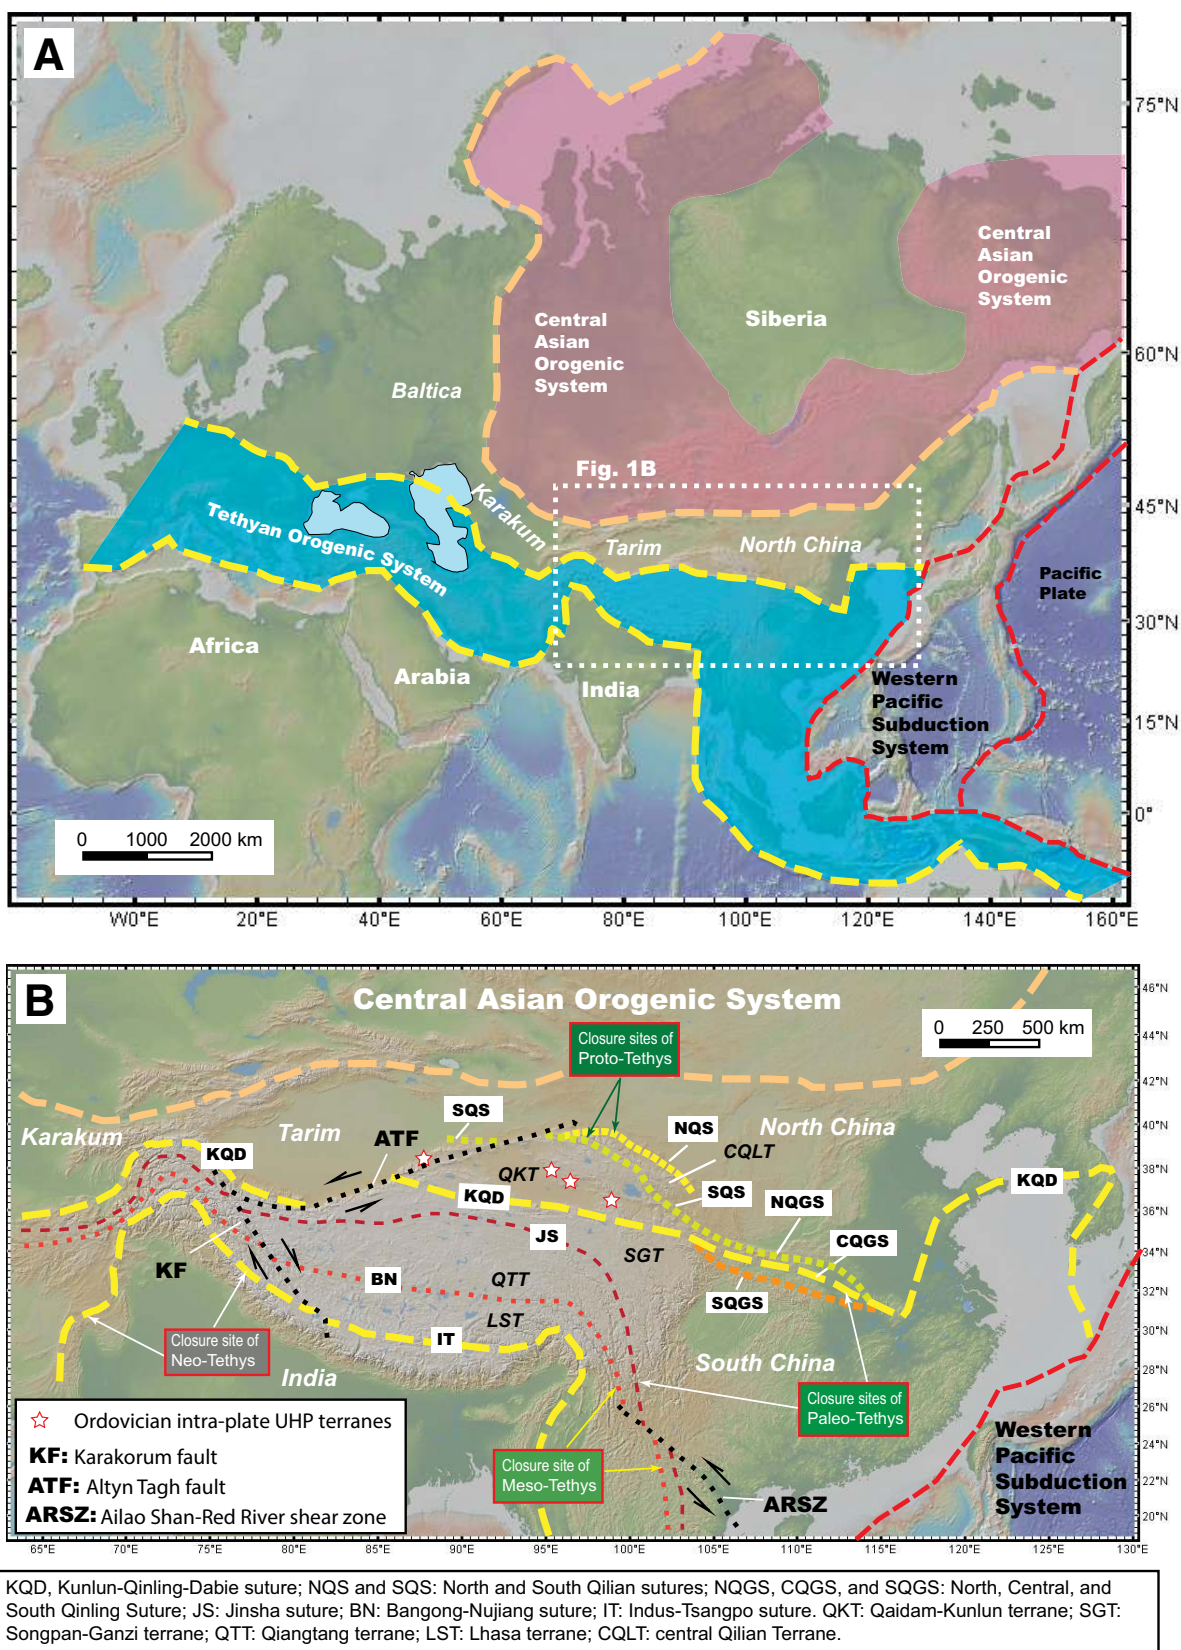 A
75°N
Central
Asian
Orogenic
System
Central
Asian
Orogenic
System
Siberia
60°N
Baltica
Fig. 1B
45°N
Karakum
Tethyan Orogenic System
Tarim
North China
Pacific
Plate
30°N
Africa
Arabia
India
Western
Pacific
Subduction
System
15°N
0°
0 1000 2000 km
W0°E 20°E 40°E 60°E 80°E 100°E 120°E 140°E 160°E
B
Central Asian Orogenic System
46°N
0 250 500 km
44°N
Closure sites of
Proto-Tethys
42°N
SQS
40°N
Karakum
Tarim
ATF
NQS
North China
KQD
CQLT
38°N
QKT
KQD
SQS
KQD
NQGS
36°N
JS
SGT
CQGS
34°N
KF
BN
QTT
SQGS
32°N
LST
IT
30°N
Closure site of
Neo-Tethys
South China
India
28°N
Closure sites of
Paleo-Tethys
26°N
Ordovician intra-plate UHP terranes
KF: Karakorum fault
ATF: Altyn Tagh fault
ARSZ: Ailao Shan-Red River shear zone
Closure site of
Meso-Tethys
24°N
Western
Pacific
Subduction
System
22°N
ARSZ
20°N
65°E 70°E 75°E 80°E 85°E 90°E 95°E 100°E 105°E 110°E 115°E 120°E 125°E 130°E
KQD, Kunlun-Qinling-Dabie suture; NQS and SQS: North and South Qilian sutures; NQGS, CQGS, and SQGS: North, Central, and
South Qinling Suture; JS: Jinsha suture; BN: Bangong-Nujiang suture; IT: Indus-Tsangpo suture. QKT: Qaidam-Kunlun terrane; SGT:
Songpan-Ganzi terrane; QTT: Qiangtang terrane; LST: Lhasa terrane; CQLT: central Qilian Terrane.